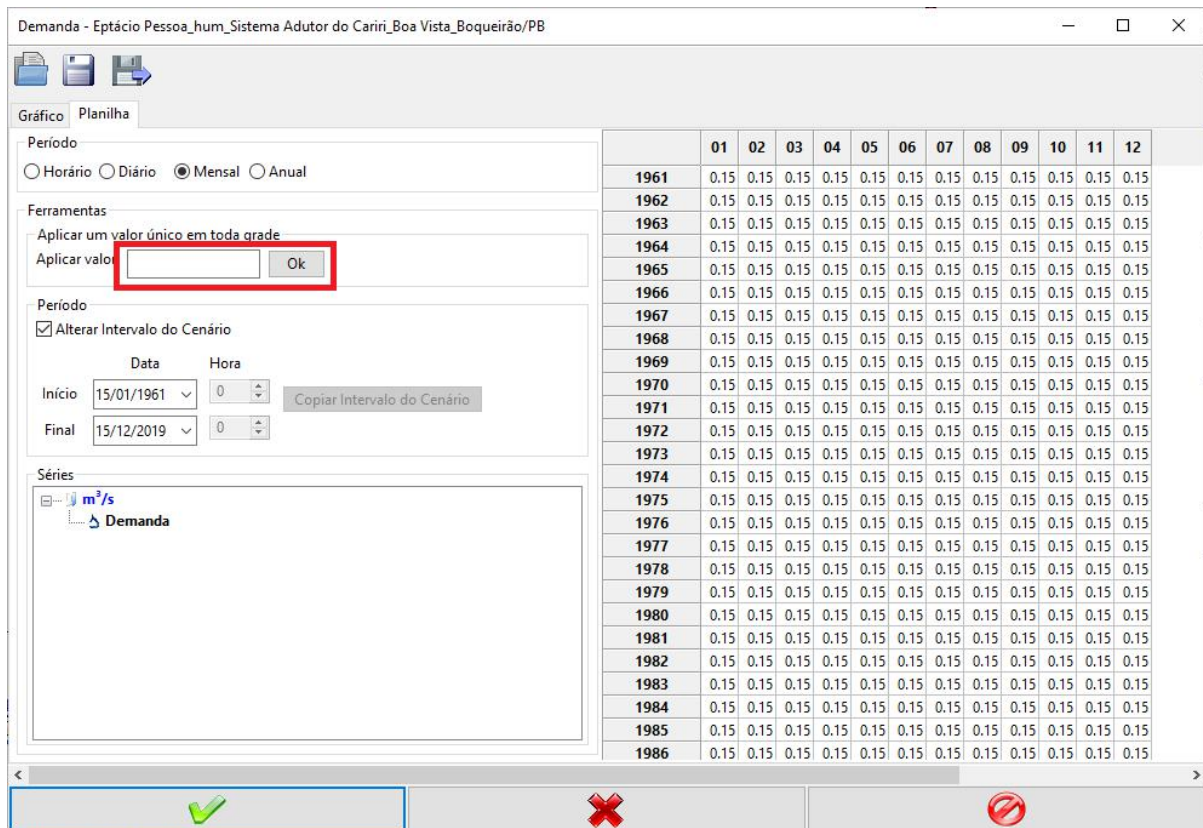 Demanda - Eptácio Pessoa_hum_Sistema Adutor do Cariri_Boa Vista_Boqueirão/PB
Gráfico Planilha
Período
Horário Diário Mensal Anual
Ferramentas
Aplicar um valor único em toda grade
Aplicar valor Ok
Período
Alterar Intervalo do Cenário
Data Hora
Início 15/01/1961 0 Copiar Intervalo do Cenário
Final 15/12/2019 0
Séries
m³/s
Demanda
01 02 03 04 05 06 07 08 09 10 11 12
1961 0.15 0.15 0.15 0.15 0.15 0.15 0.15 0.15 0.15 0.15 0.15 0.15
1962 0.15 0.15 0.15 0.15 0.15 0.15 0.15 0.15 0.15 0.15 0.15 0.15
1963 0.15 0.15 0.15 0.15 0.15 0.15 0.15 0.15 0.15 0.15 0.15 0.15
1964 0.15 0.15 0.15 0.15 0.15 0.15 0.15 0.15 0.15 0.15 0.15 0.15
1965 0.15 0.15 0.15 0.15 0.15 0.15 0.15 0.15 0.15 0.15 0.15 0.15
1966 0.15 0.15 0.15 0.15 0.15 0.15 0.15 0.15 0.15 0.15 0.15 0.15
1967 0.15 0.15 0.15 0.15 0.15 0.15 0.15 0.15 0.15 0.15 0.15 0.15
1968 0.15 0.15 0.15 0.15 0.15 0.15 0.15 0.15 0.15 0.15 0.15 0.15
1969 0.15 0.15 0.15 0.15 0.15 0.15 0.15 0.15 0.15 0.15 0.15 0.15
1970 0.15 0.15 0.15 0.15 0.15 0.15 0.15 0.15 0.15 0.15 0.15 0.15
1971 0.15 0.15 0.15 0.15 0.15 0.15 0.15 0.15 0.15 0.15 0.15 0.15
1972 0.15 0.15 0.15 0.15 0.15 0.15 0.15 0.15 0.15 0.15 0.15 0.15
1973 0.15 0.15 0.15 0.15 0.15 0.15 0.15 0.15 0.15 0.15 0.15 0.15
1974 0.15 0.15 0.15 0.15 0.15 0.15 0.15 0.15 0.15 0.15 0.15 0.15
1975 0.15 0.15 0.15 0.15 0.15 0.15 0.15 0.15 0.15 0.15 0.15 0.15
1976 0.15 0.15 0.15 0.15 0.15 0.15 0.15 0.15 0.15 0.15 0.15 0.15
1977 0.15 0.15 0.15 0.15 0.15 0.15 0.15 0.15 0.15 0.15 0.15 0.15
1978 0.15 0.15 0.15 0.15 0.15 0.15 0.15 0.15 0.15 0.15 0.15 0.15
1979 0.15 0.15 0.15 0.15 0.15 0.15 0.15 0.15 0.15 0.15 0.15 0.15
1980 0.15 0.15 0.15 0.15 0.15 0.15 0.15 0.15 0.15 0.15 0.15 0.15
1981 0.15 0.15 0.15 0.15 0.15 0.15 0.15 0.15 0.15 0.15 0.15 0.15
1982 0.15 0.15 0.15 0.15 0.15 0.15 0.15 0.15 0.15 0.15 0.15 0.15
1983 0.15 0.15 0.15 0.15 0.15 0.15 0.15 0.15 0.15 0.15 0.15 0.15
1984 0.15 0.15 0.15 0.15 0.15 0.15 0.15 0.15 0.15 0.15 0.15 0.15
1985 0.15 0.15 0.15 0.15 0.15 0.15 0.15 0.15 0.15 0.15 0.15 0.15
1986 0.15 0.15 0.15 0.15 0.15 0.15 0.15 0.15 0.15 0.15 0.15 0.15